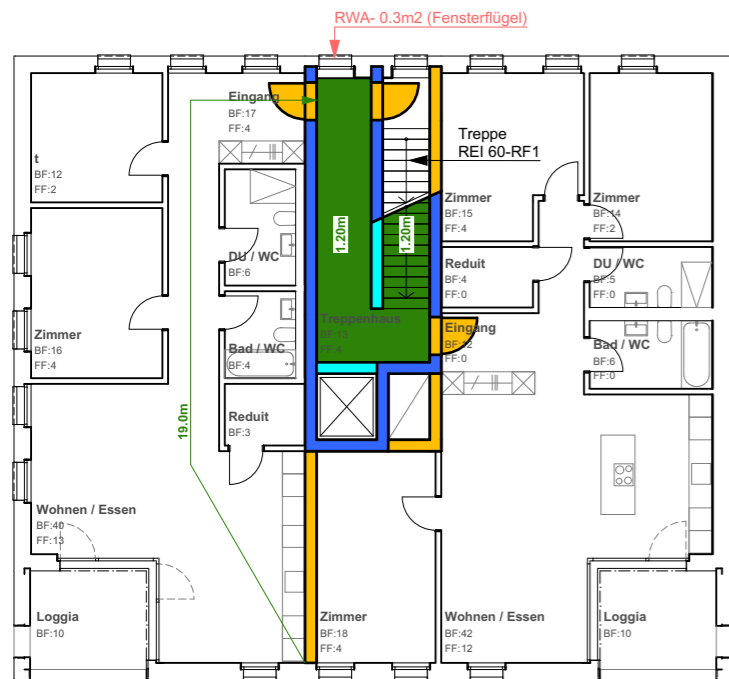 RWA- 0.3m2 (Fensterflügel)
Eingang
BF:17
FF:4
t
BF:12
FF:2
Treppe
REI 60-RF1
Zimmer
BF:15
FF:4
Zimmer
BF:14
FF:2
1.20m
1.20m
DU / WC
BF:6
Reduit
BF:4
FF:0
DU / WC
BF:5
FF:0
Zimmer
BF:16
FF:4
Treppenhaus
BF:13
FF:4
Eingang
BF:12
FF:0
Bad / WC
BF:4
Bad / WC
BF:6
FF:0
19.0m
Reduit
BF:3
Wohnen / Essen
BF:40
FF:13
Loggia
BF:10
Zimmer
BF:18
FF:4
Wohnen / Essen
BF:42
FF:12
Loggia
BF:10